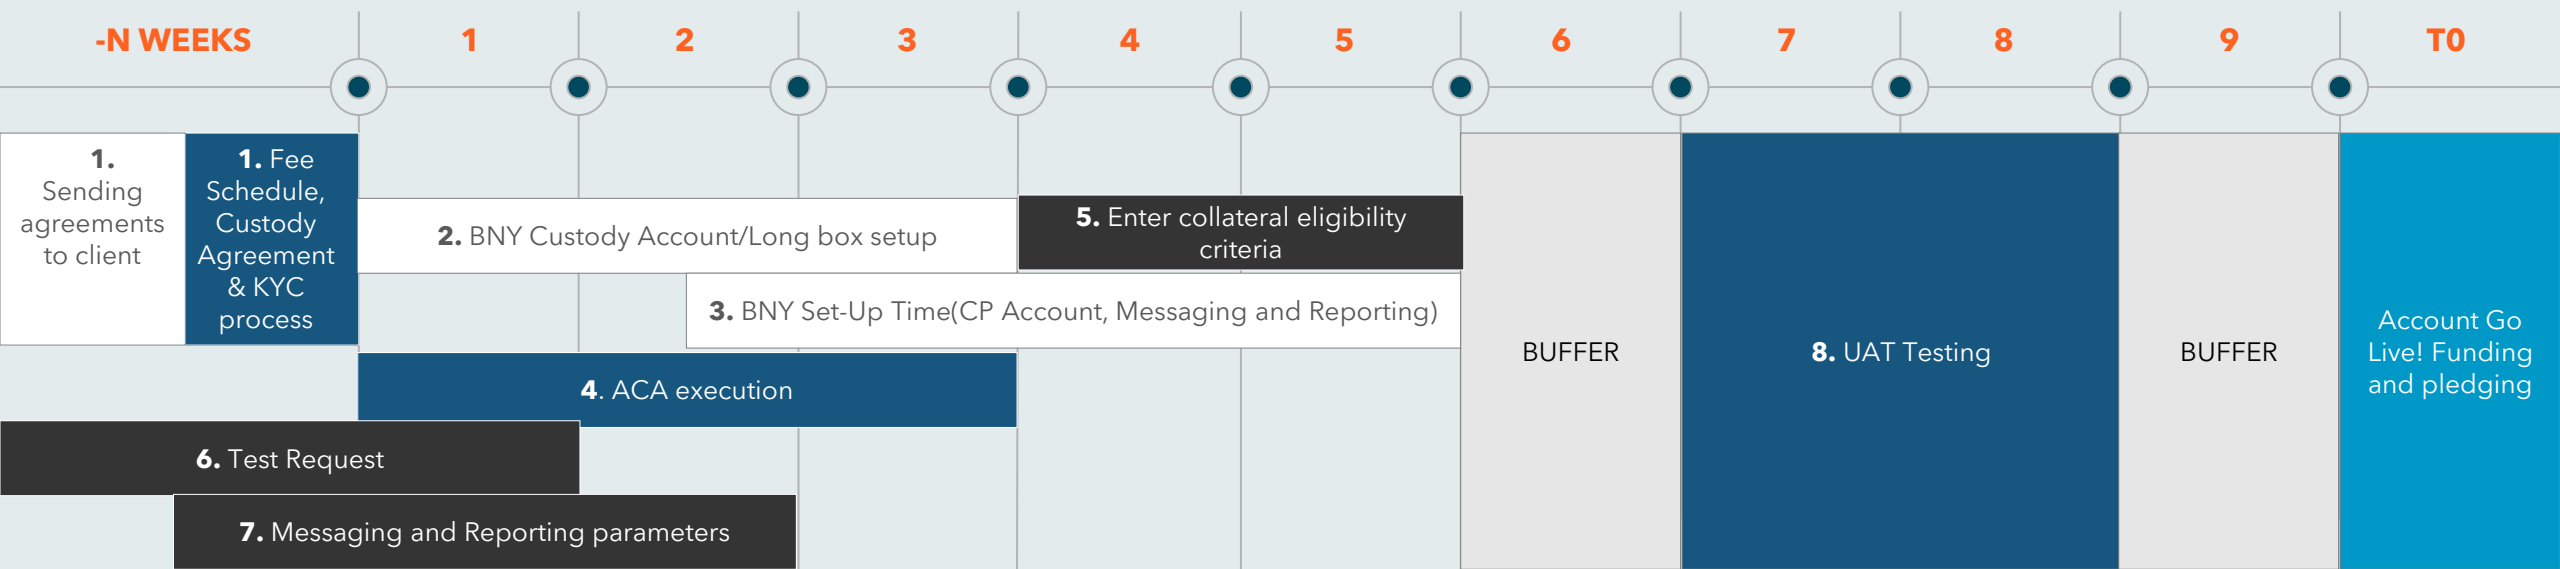 -N WEEKS
1
2
3
4
5
6
7
8
9
T0
1.
Sending
agreements
to client
1. Fee
Schedule,
Custody
Agreement
& KYC
process
2. BNY Custody Account/Long box setup
5. Enter collateral eligibility
criteria
3. BNY Set-Up Time(CP Account, Messaging and Reporting)
4. ACA execution
6. Test Request
7. Messaging and Reporting parameters
BUFFER
8. UAT Testing
BUFFER
Account Go
Live! Funding
and pledging